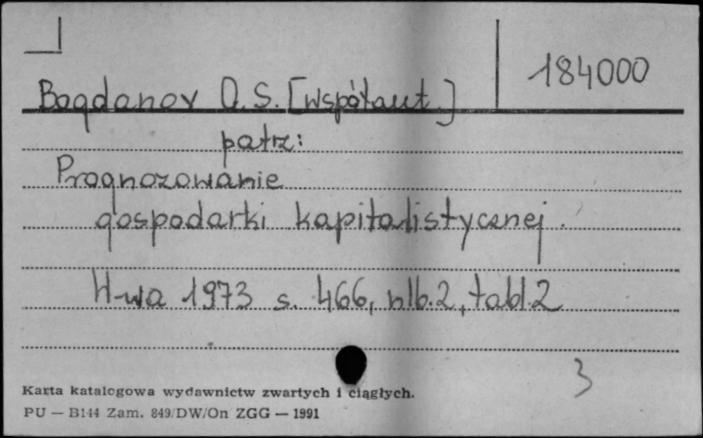 184000
Bogdanov O. S. [współaut.]
patrz:
Prognozowanie
gospodarki kapitalistycznej.
W-wa 1973 s. 466, nlb. 2, tabl. 2
3
Karta katalogowa wydawnictw zwartych i ciągłych.
PU — B144 Zam. 849/DW/On ZGG — 1991